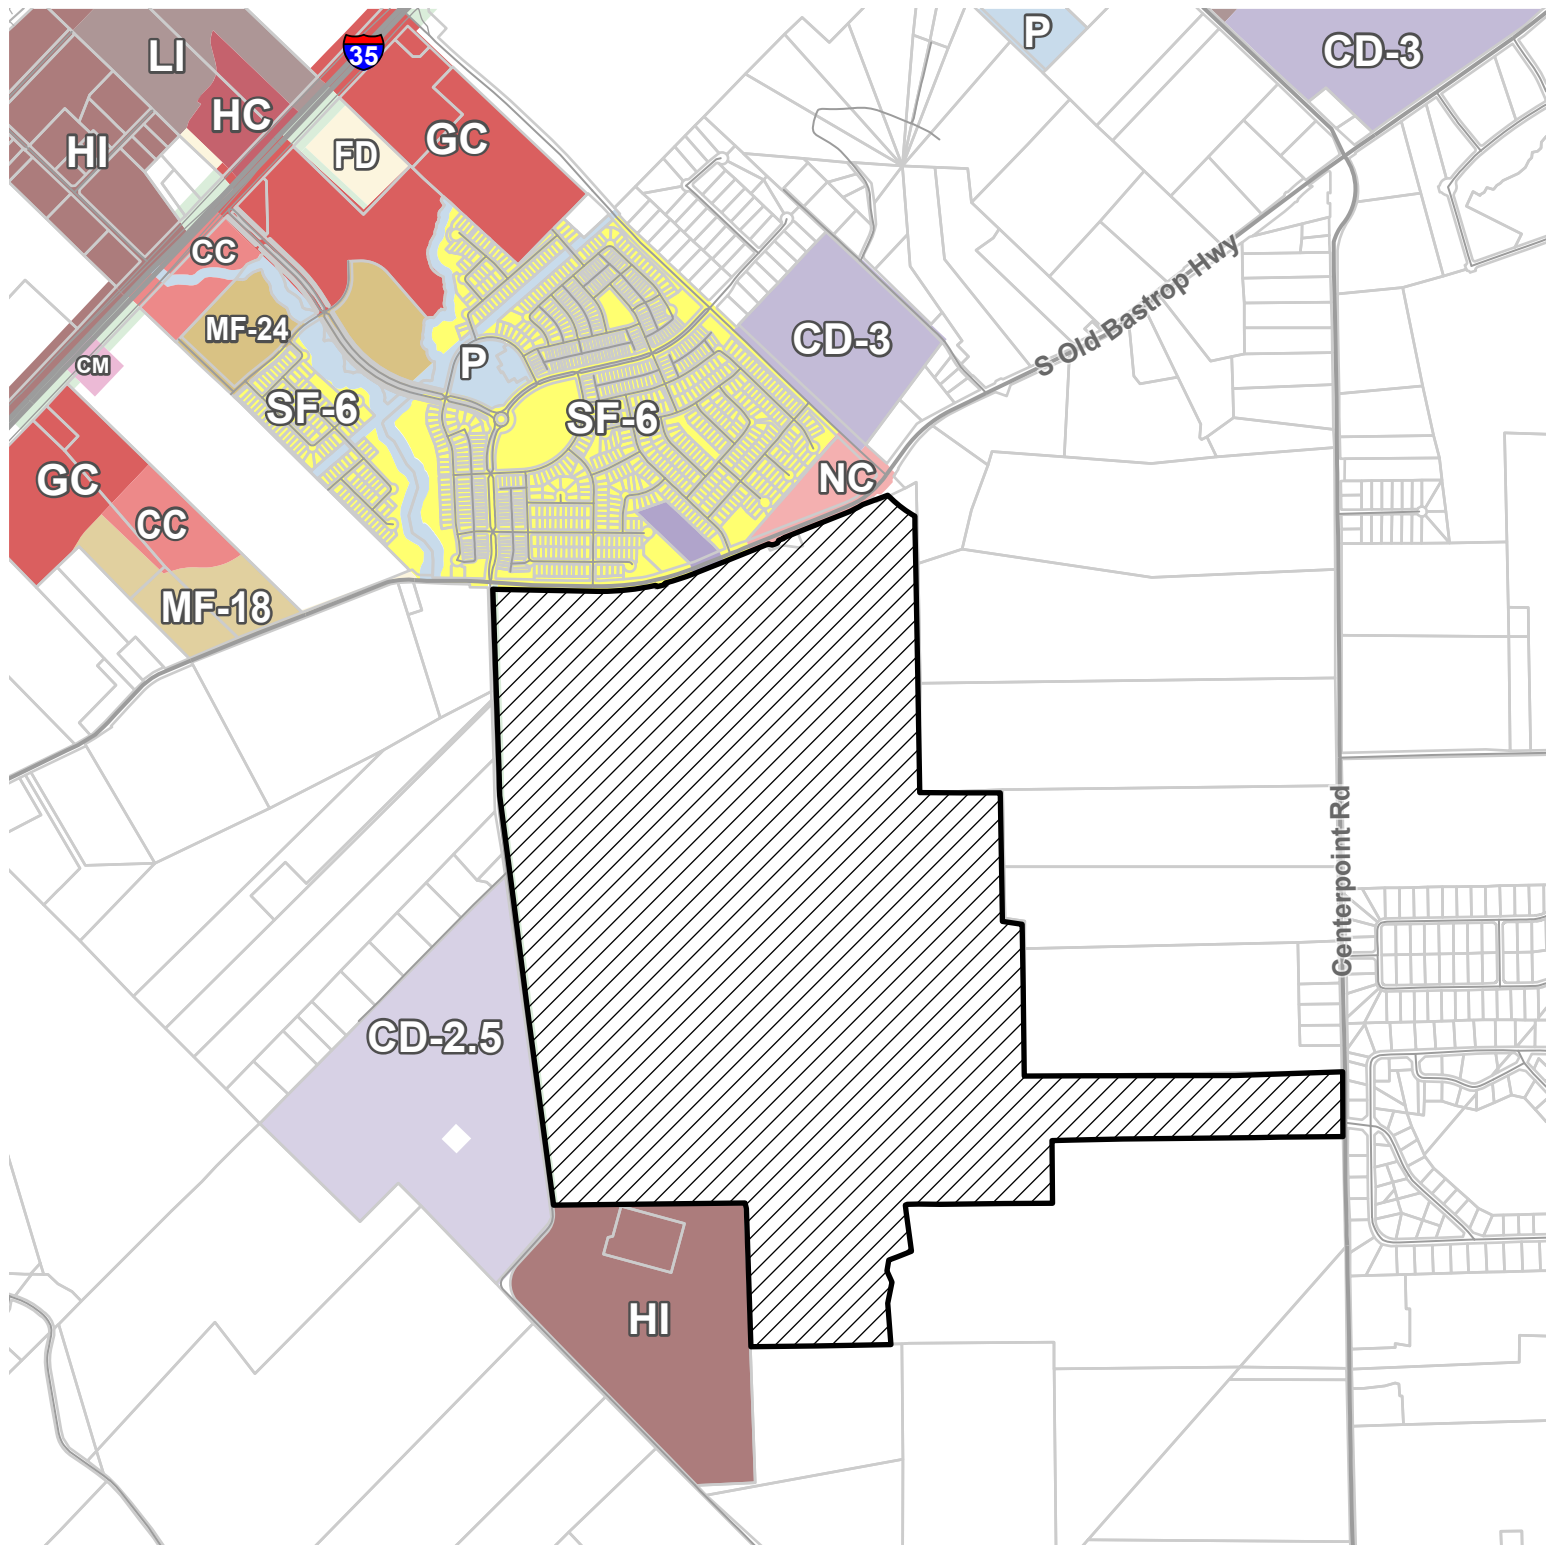 P
CD-3
LI
35
HC
GC
HI
FD
CC
MF-24
CD-3
S Old Bastrop Hwy
P
CM
SF-6
SF-6
GC
NC
CC
MF-18
Centerpoint Rd
CD-2.5
HI